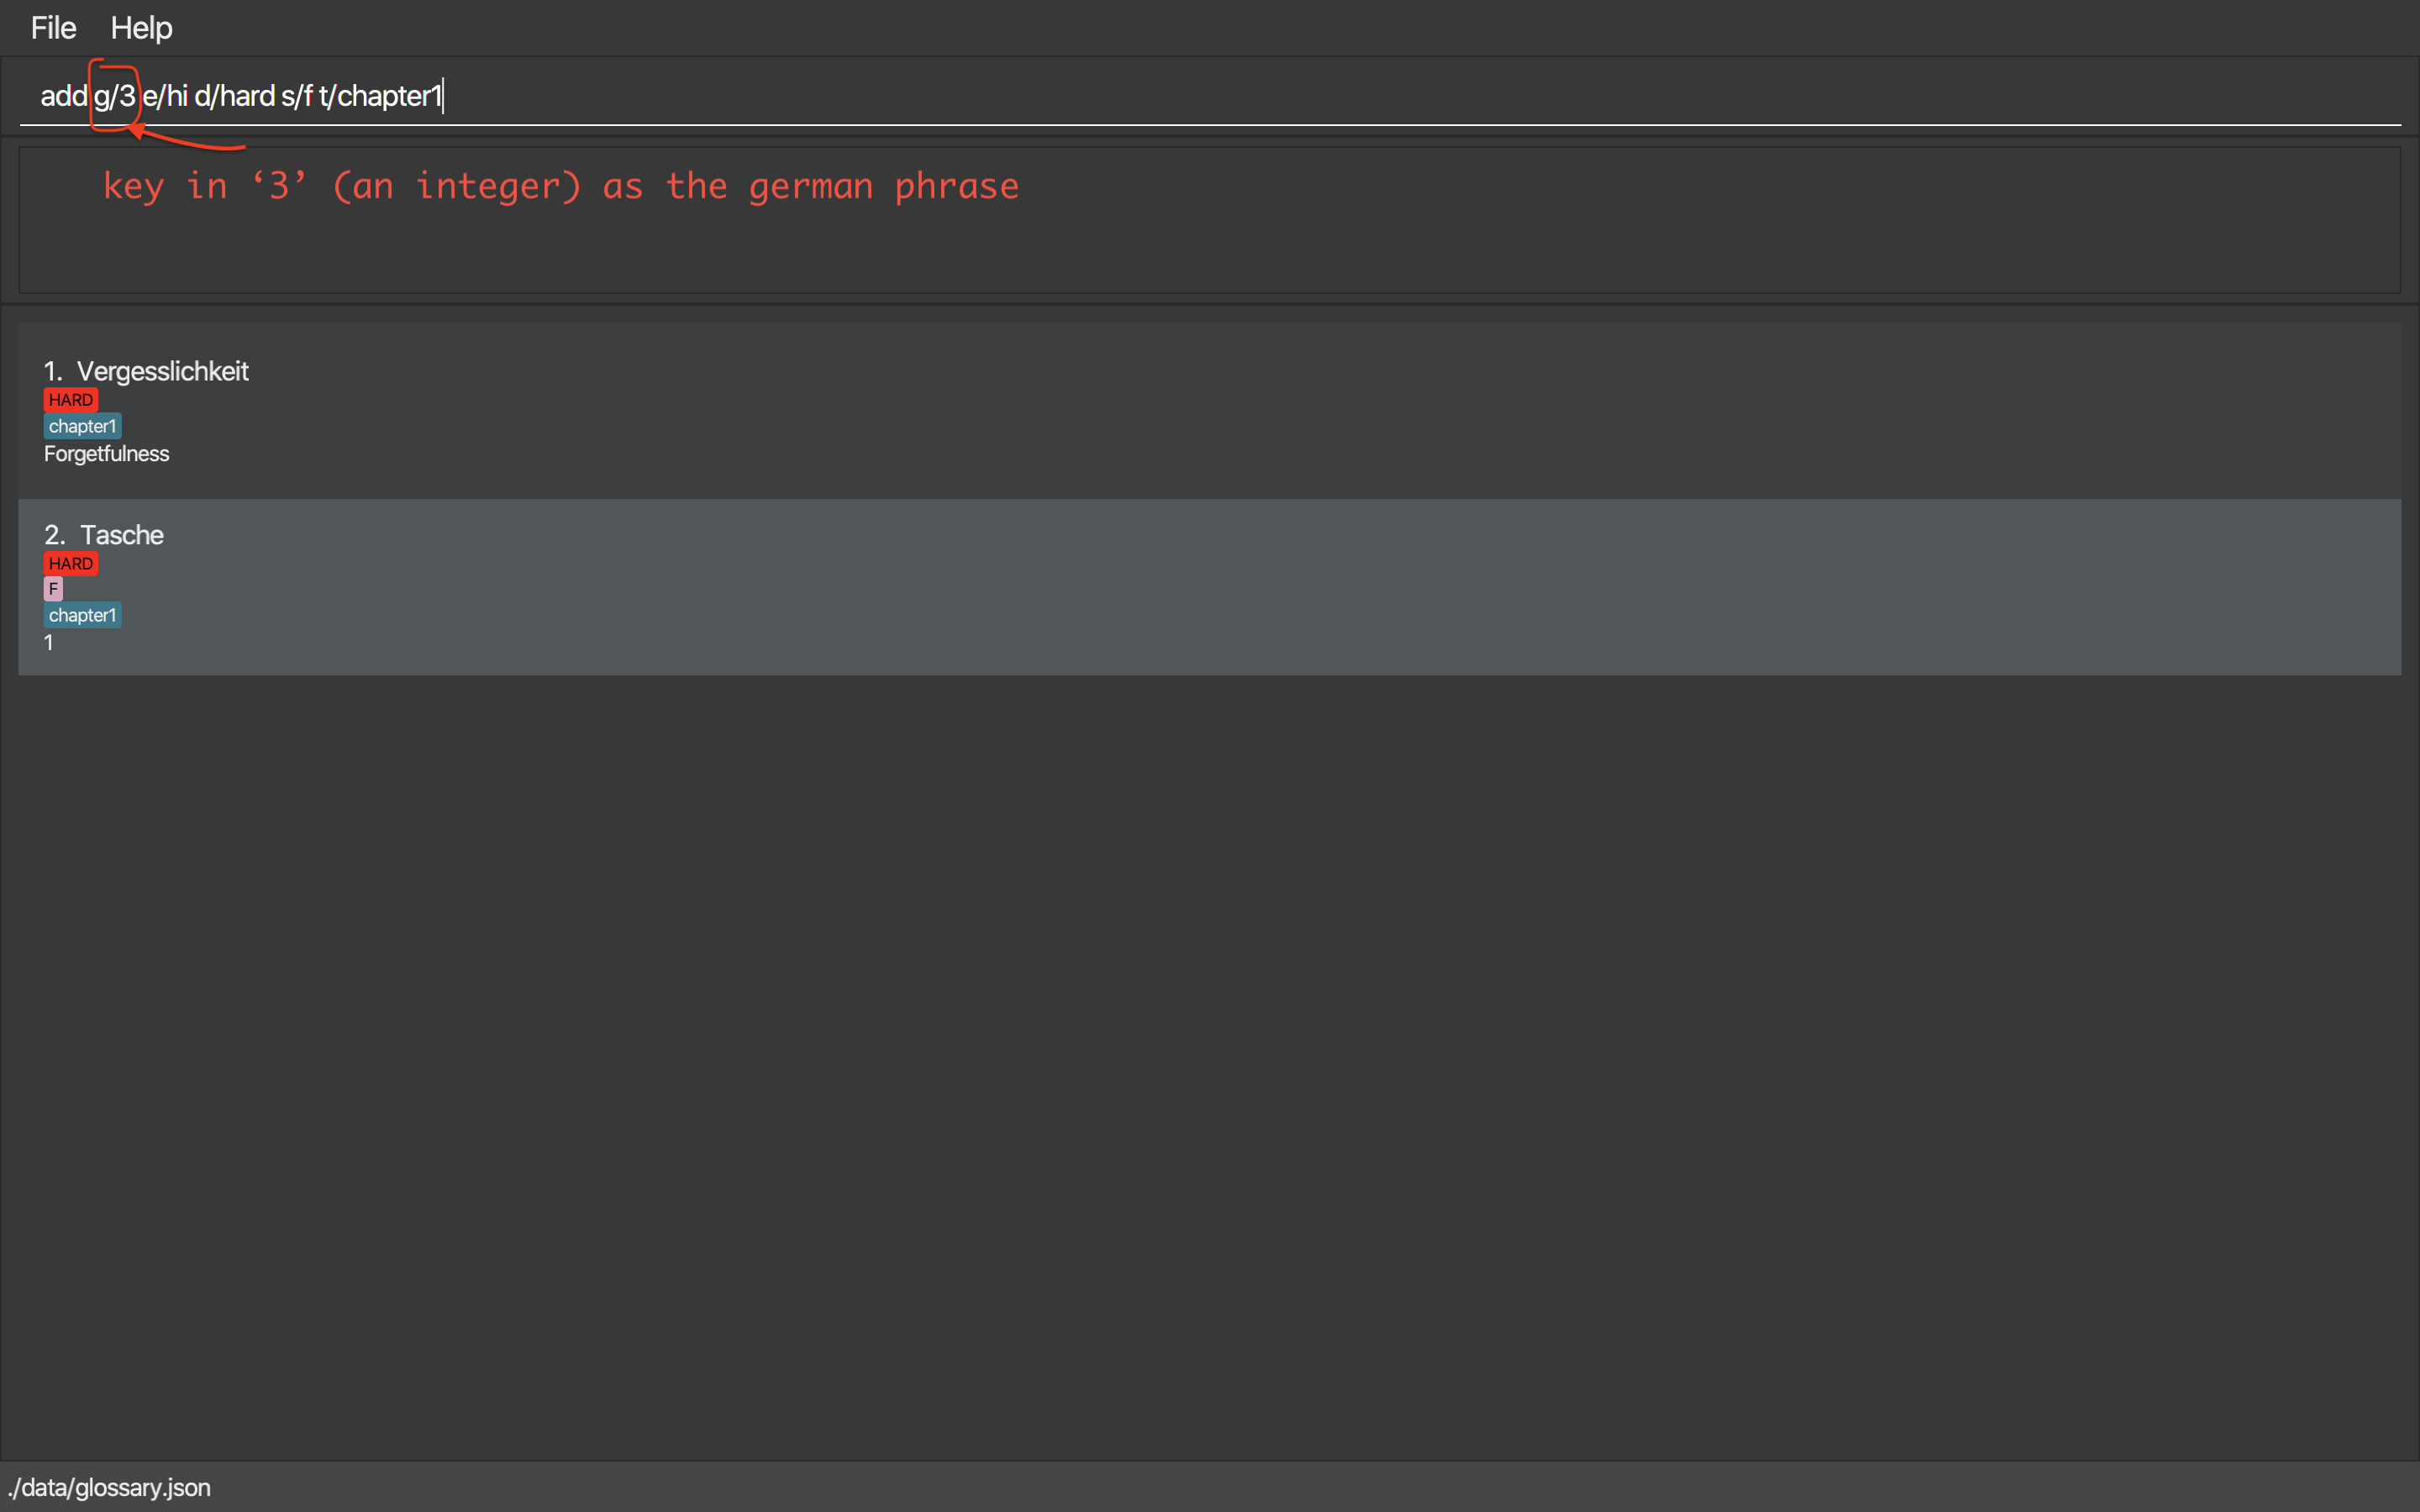 File Help
add g/3 e/hi d/hard s/f t/chapter1
key in ‘3’ (an integer) as the german phrase
1. Vergesslichkeit
HARD
chapter1
Forgetfulness
2. Tasche
HARD
F
chapter1
1
./data/glossary.json